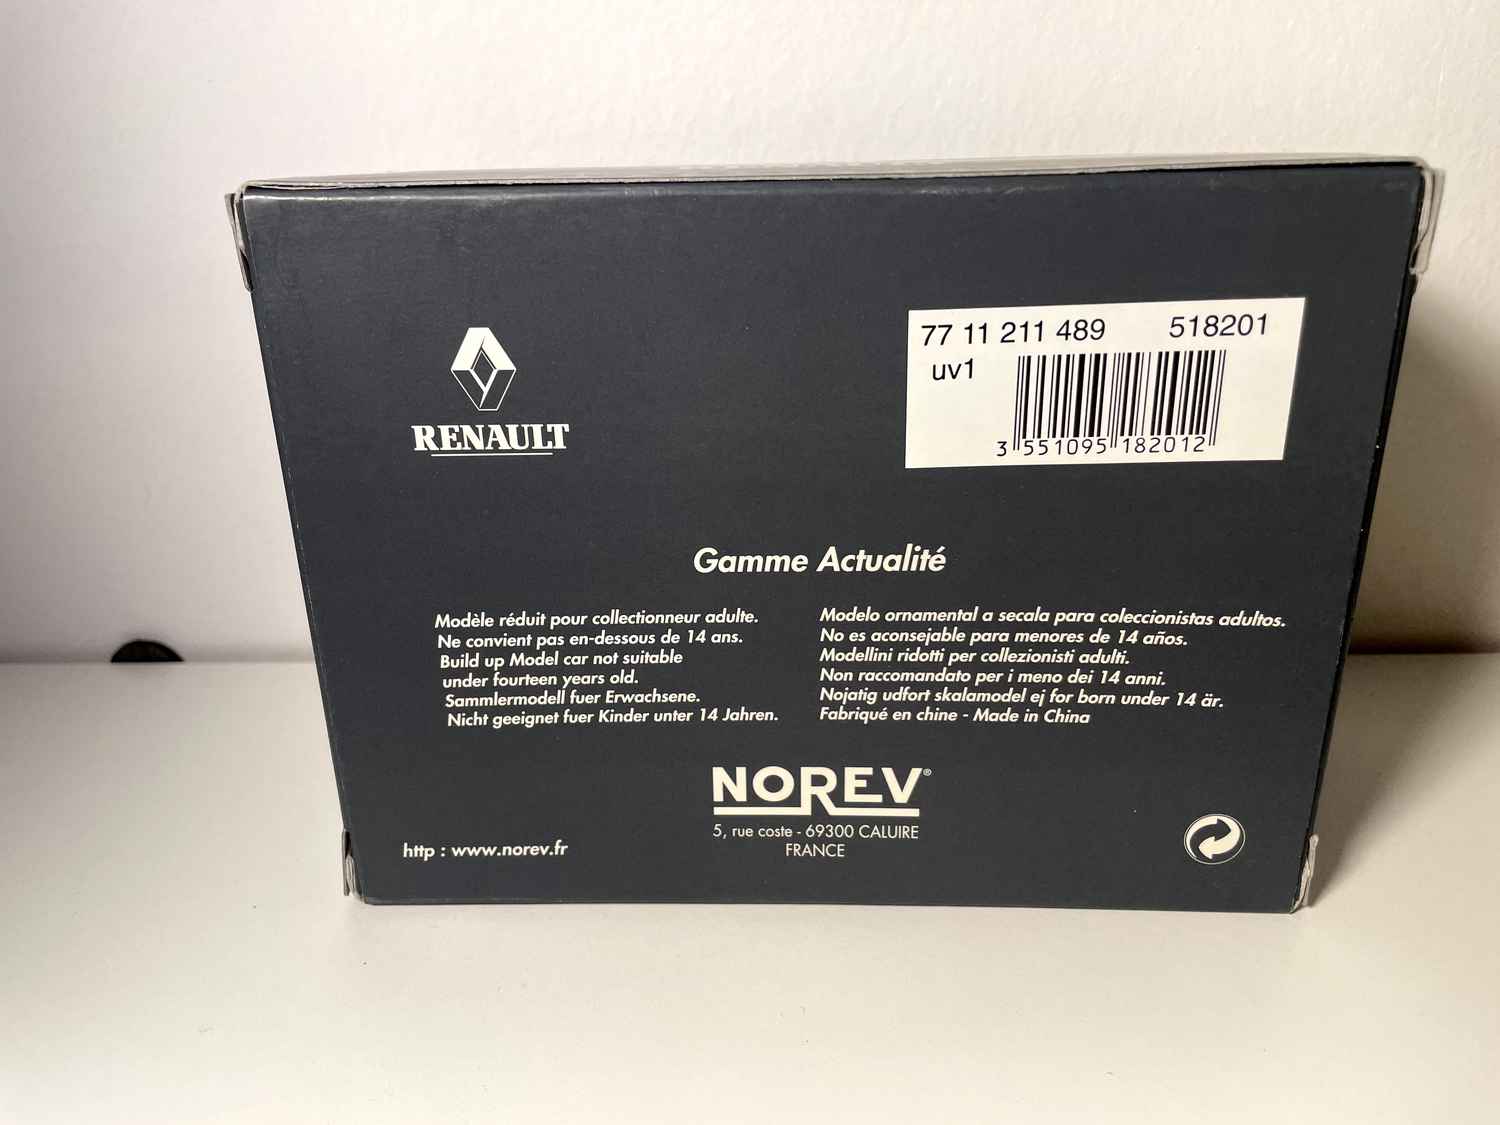 RENAULT
77 11 211 489 518201
uv1
3 551095 182012
Gamme Actualité
Modèle réduit pour collectionneur adulte.
Ne convient pas en-dessous de 14 ans.
Build up Model car not suitable
under fourteen years old.
Sammlermodell fuer Erwachsene.
Nicht geeignet fuer Kinder unter 14 Jahren.
Modelo ornamental a secala para coleccionistas adultos.
No es aconsejable para menores de 14 años.
Modellini ridotti per collezionisti adulti.
Non raccomandato per i meno dei 14 anni.
Nojatig udfort skalamodel ej for born under 14 är.
Fabriqué en chine - Made in China
NOREV®
5, rue coste - 69300 CALUIRE
FRANCE
http : www.norev.fr